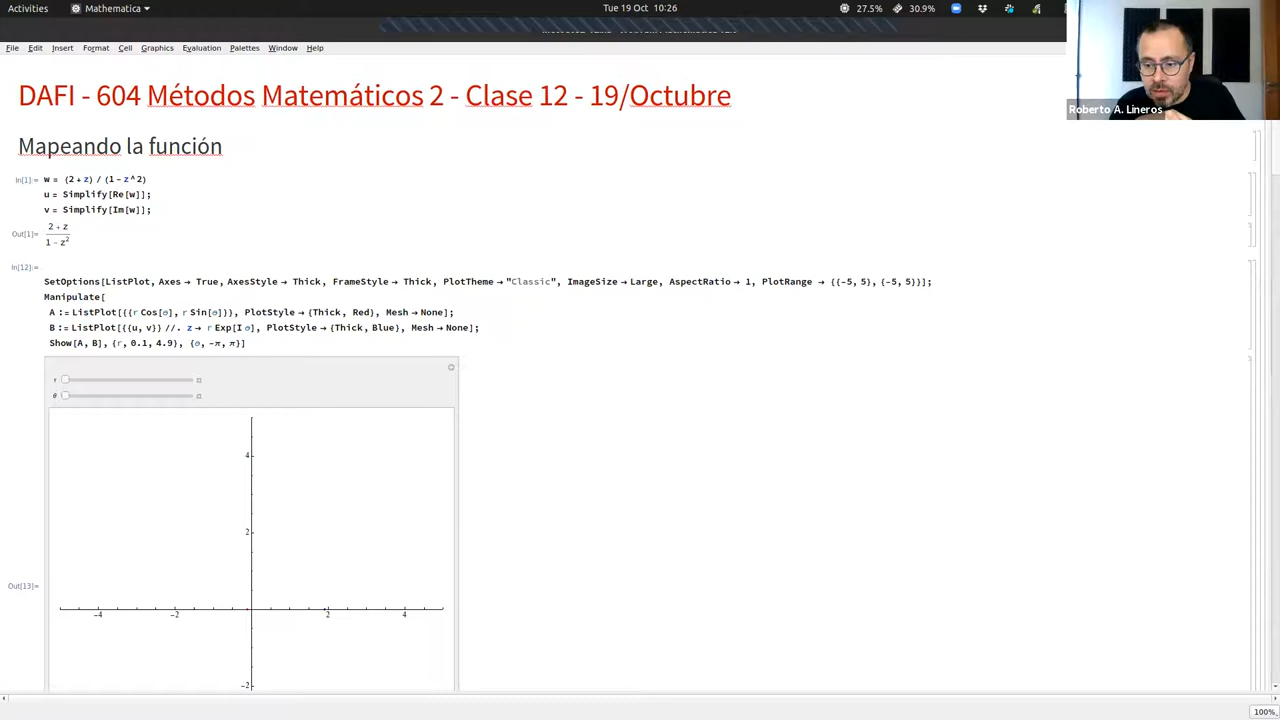 Activities Mathematica Tue 19 Oct 10:26 27.5% 30.9%
File Edit Insert Format Cell Graphics Evaluation Palettes Window Help
DAFI - 604 Métodos Matemáticos 2 - Clase 12 - 19/Octubre
Roberto A. Lineros
Mapeando la función
In[1]:= w = (2 + z) / (1 - z^2)
u = Simplify[Re[w]];
v = Simplify[Im[w]];
Out[1]= 2 + z
1 - z²
In[12]:=
SetOptions[ListPlot, Axes → True, AxesStyle → Thick, FrameStyle → Thick, PlotTheme → "Classic", ImageSize → Large, AspectRatio → 1, PlotRange → {{-5, 5}, {-5, 5}}];
Manipulate[
A := ListPlot[{{r Cos[θ], r Sin[θ]}}, PlotStyle → {Thick, Red}, Mesh → None];
B := ListPlot[{{u, v}} //. z → r Exp[I θ], PlotStyle → {Thick, Blue}, Mesh → None];
Show[A, B], {r, 0.1, 4.9}, {θ, -π, π}]
r
θ
4
2
Out[13]=
-4 -2 2 4
-2
100%